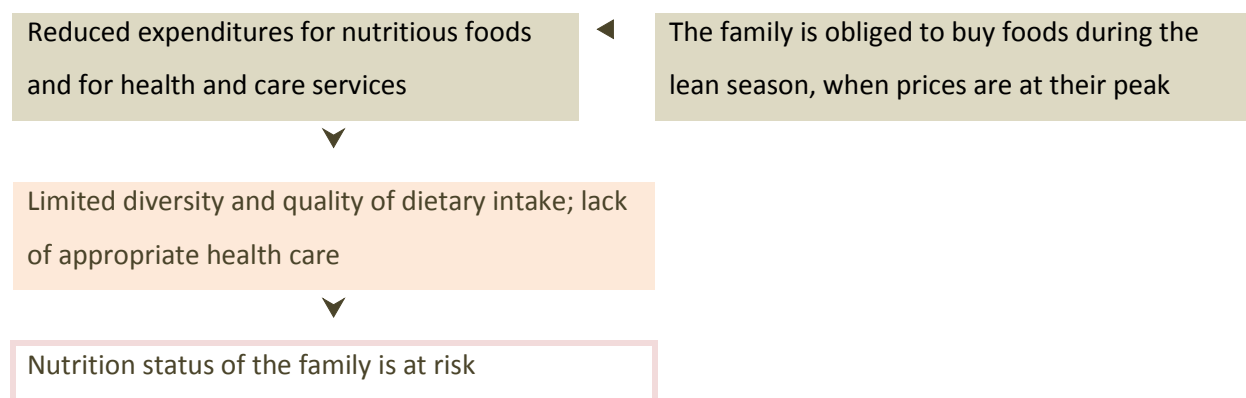 Reduced expenditures for nutritious foods
and for health and care services
The family is obliged to buy foods during the
lean season, when prices are at their peak
Limited diversity and quality of dietary intake; lack
of appropriate health care
Nutrition status of the family is at risk